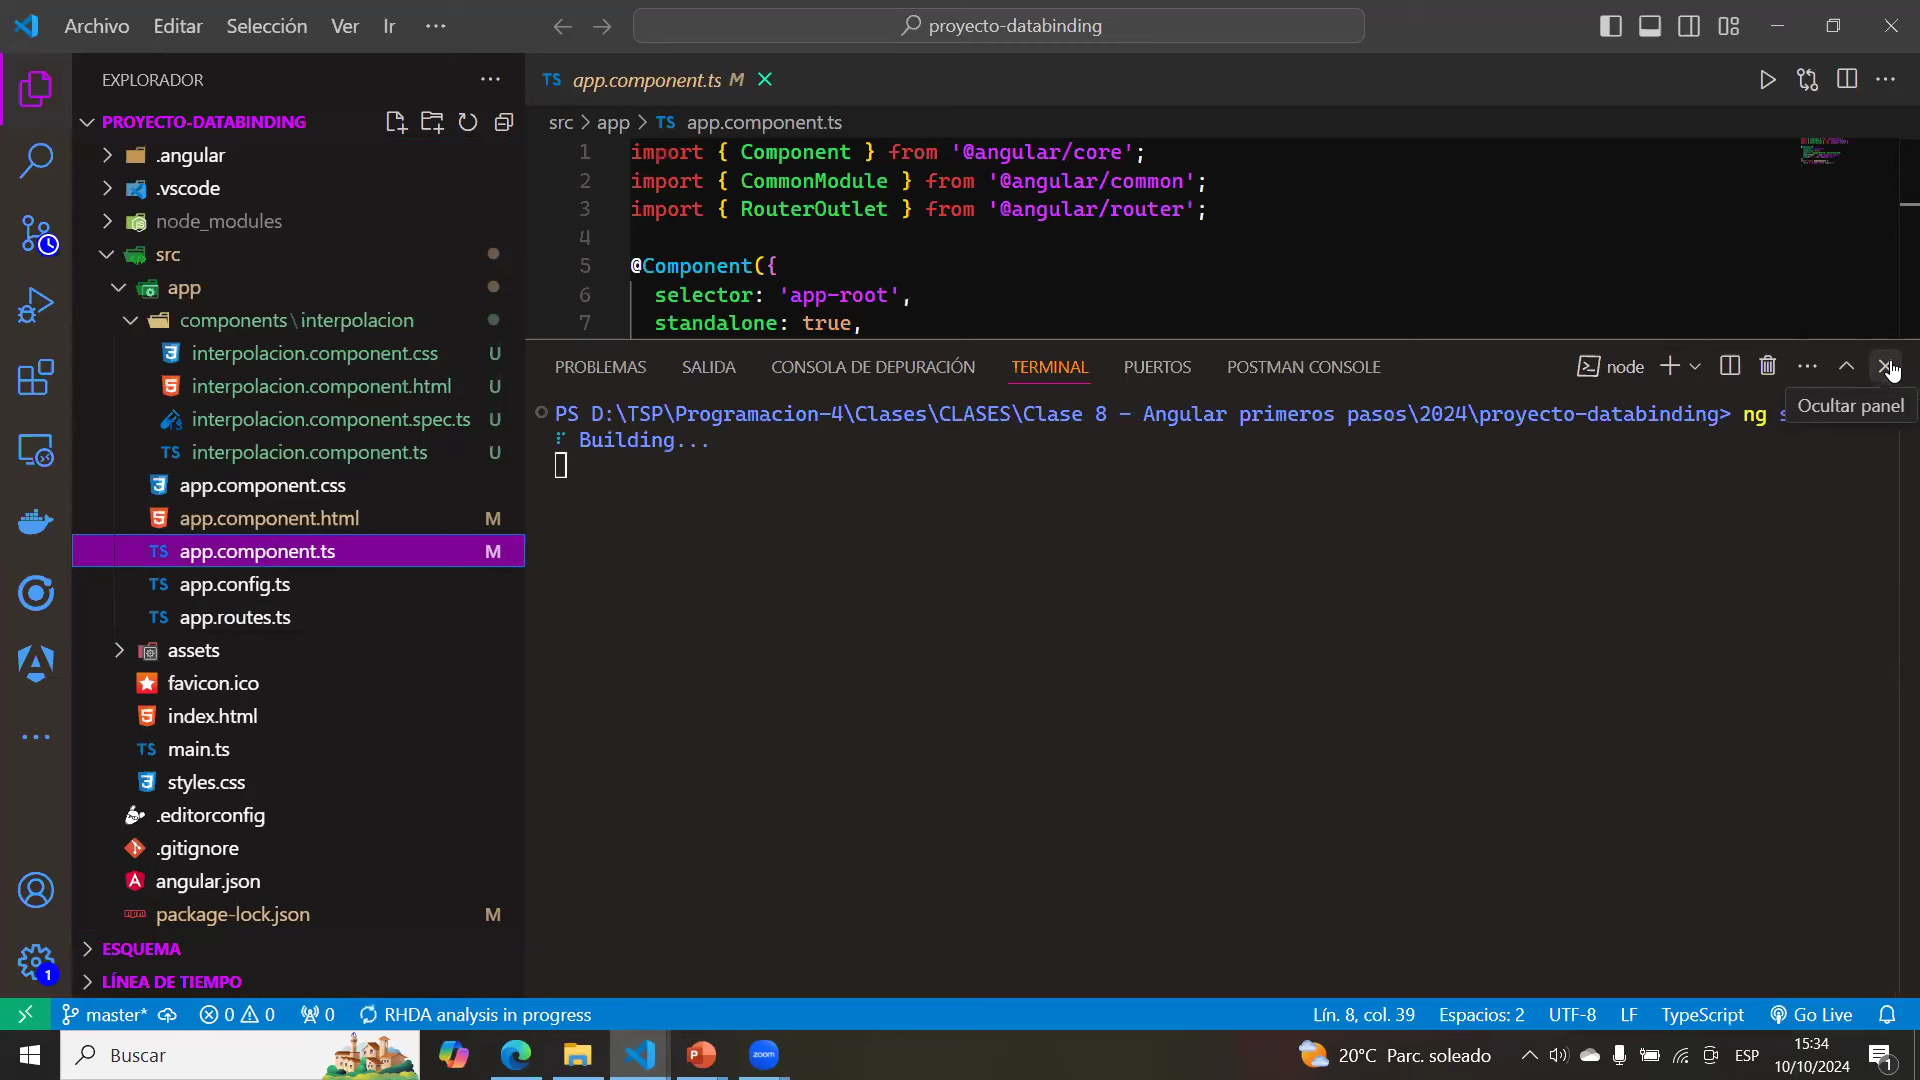 Archivo Editar Selección Ver Ir ··· proyecto-databinding
EXPLORADOR
PROYECTO-DATABINDING
.angular
.vscode
node_modules
src
app
components\interpolacion
interpolacion.component.css U
interpolacion.component.html U
interpolacion.component.spec.ts U
TS interpolacion.component.ts U
app.component.css
app.component.html M
TS app.component.ts M
TS app.config.ts
TS app.routes.ts
assets
favicon.ico
index.html
TS main.ts
styles.css
.editorconfig
.gitignore
angular.json
package-lock.json M
ESQUEMA
LÍNEA DE TIEMPO
1
TS app.component.ts M
src > app > TS app.component.ts
1 import { Component } from '@angular/core';
2 import { CommonModule } from '@angular/common';
3 import { RouterOutlet } from '@angular/router';
4
5 @Component({
6 selector: 'app-root',
7 standalone: true,
PROBLEMAS SALIDA CONSOLA DE DEPURACIÓN TERMINAL PUERTOS POSTMAN CONSOLE node
Ocultar panel
PS D:\TSP\Programacion-4\Clases\CLASES\Clase 8 - Angular primeros pasos\2024\proyecto-databinding> ng
Building...
master* 0 0 0 RHDA analysis in progress Lín. 8, col. 39 Espacios: 2 UTF-8 LF TypeScript Go Live
Buscar zoom 20°C Parc. soleado ESP 15:34
10/10/2024 1